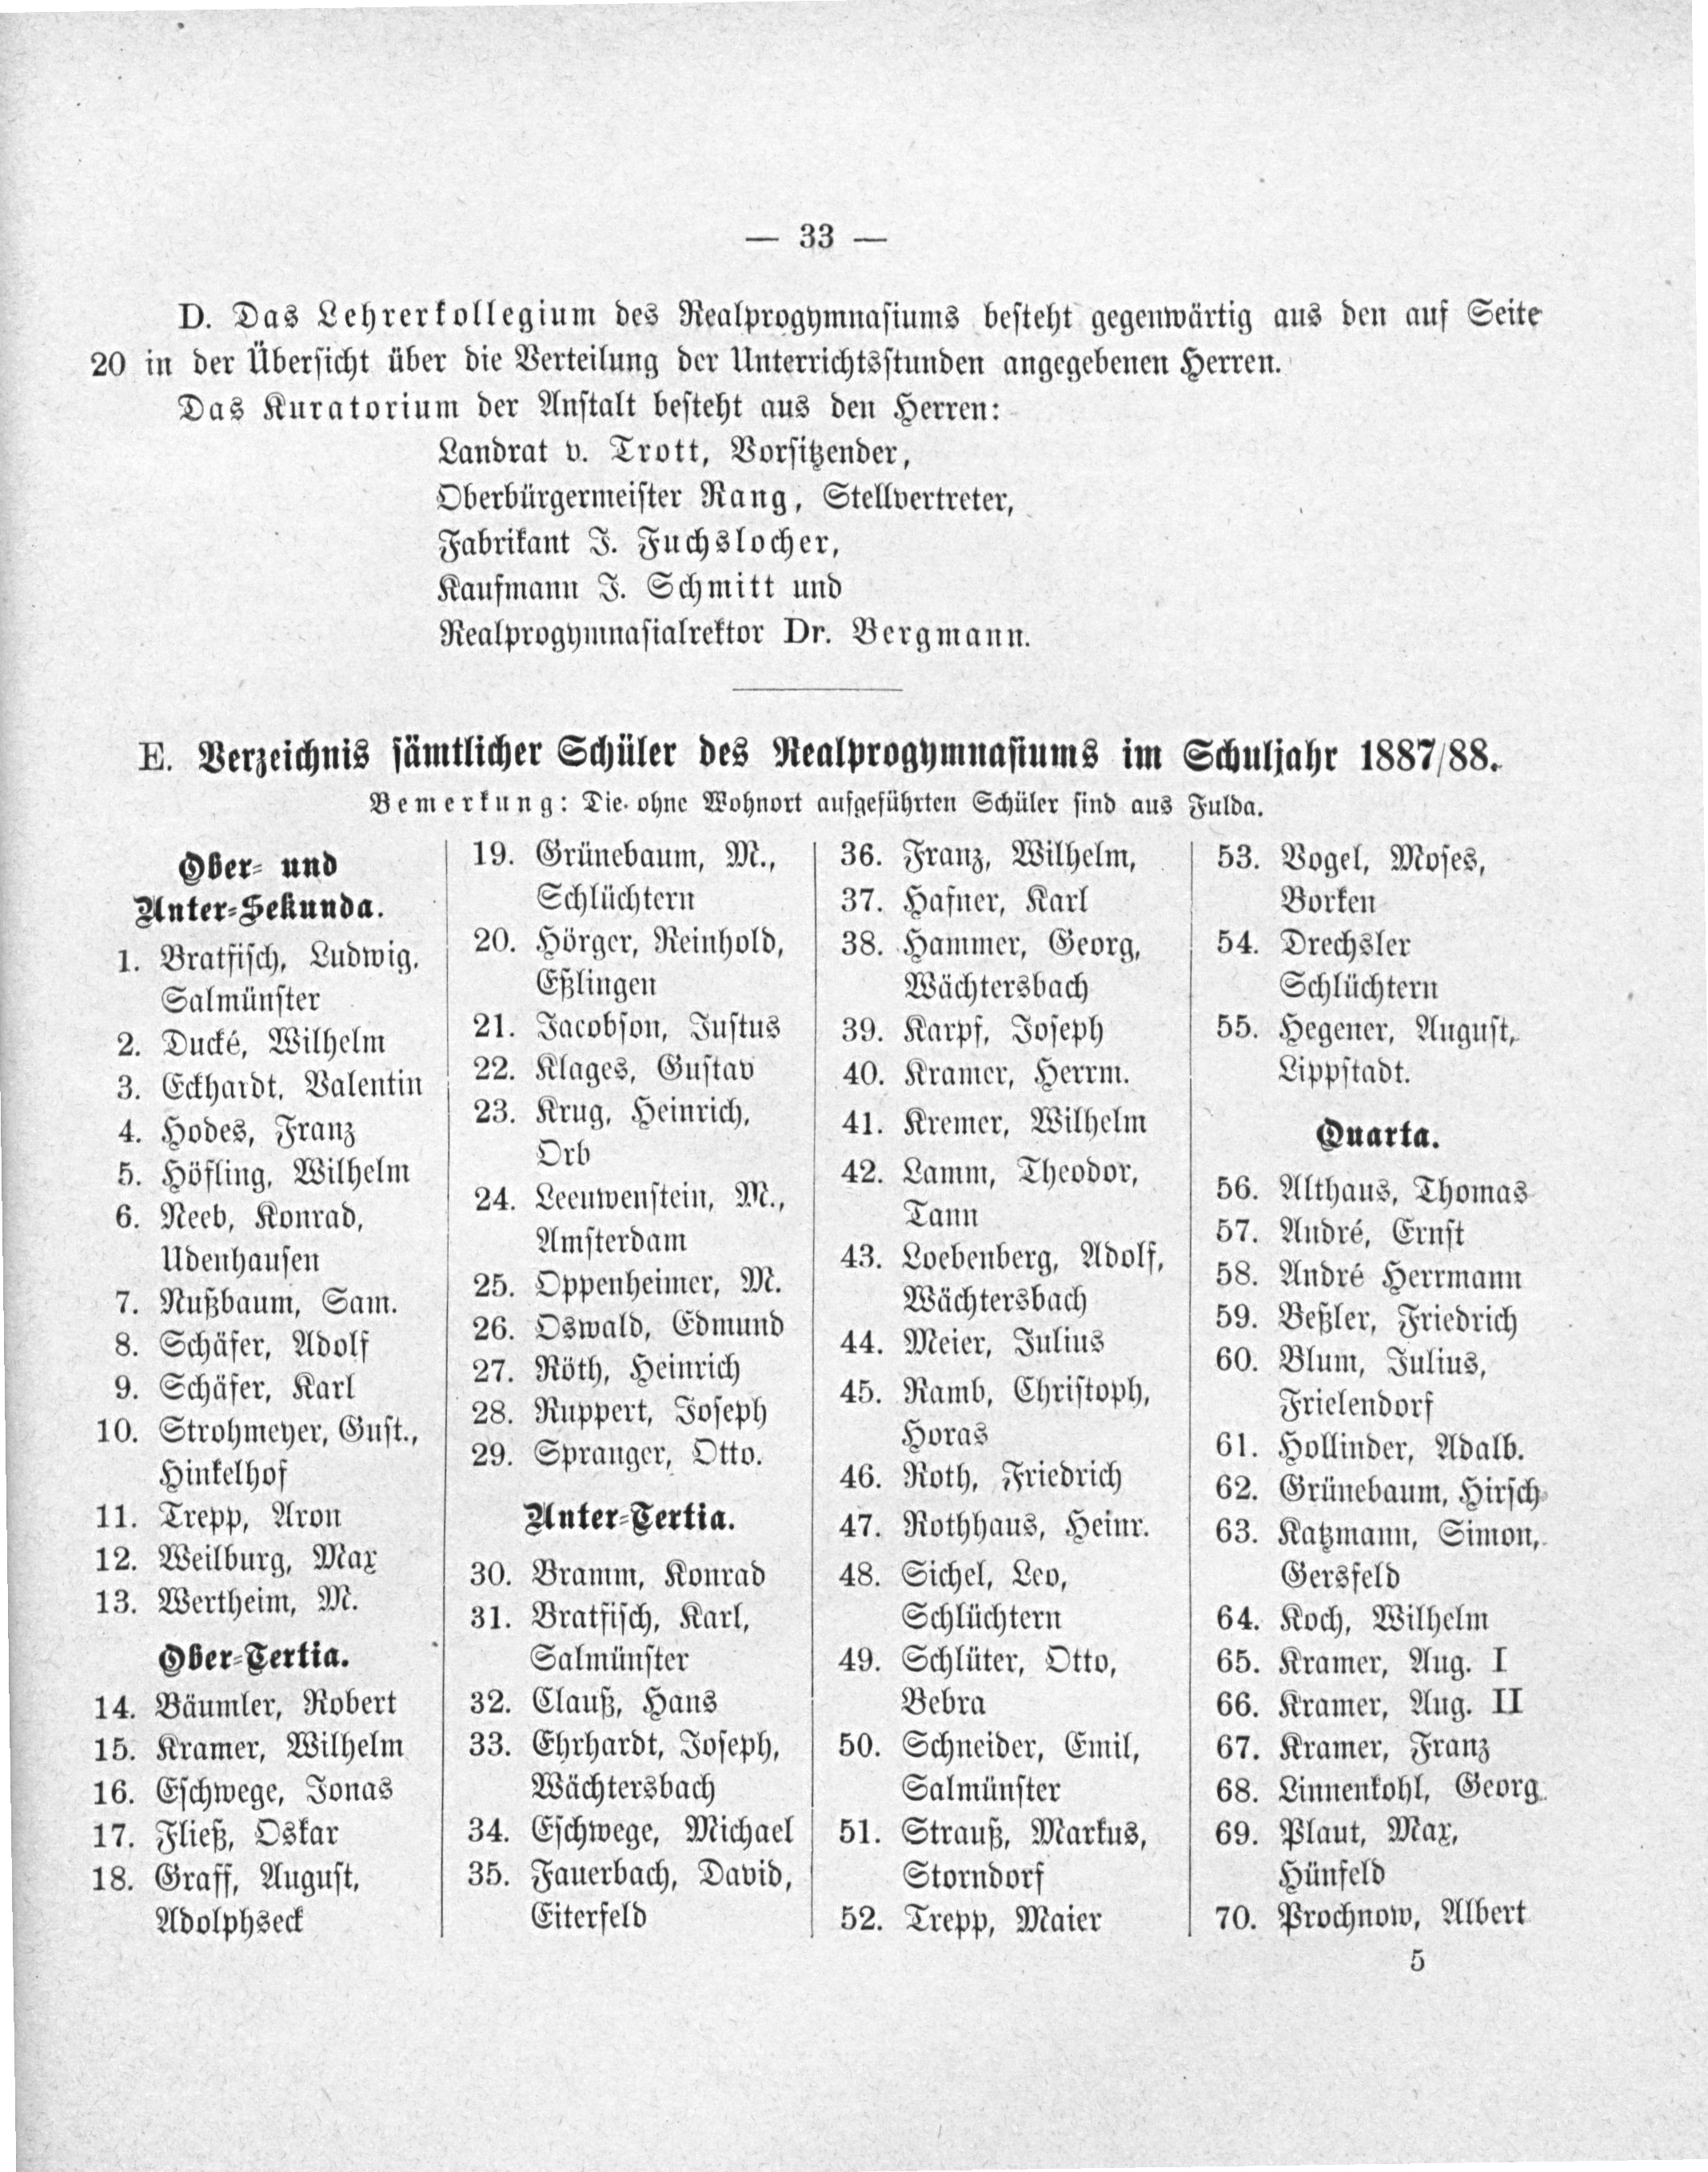 — 33 —
D. Das Lehrerkollegium des Realprogymnasiums besteht gegenwärtig aus den auf Seite
20 in der Übersicht über die Verteilung der Unterrichtsstunden angegebenen Herren.
Das Kuratorium der Anstalt besteht aus den Herren:
Landrat v. Trott, Vorsitzender,
Oberbürgermeister Rang, Stellvertreter,
Fabrikant J. Fuchslocher,
Kaufmann J. Schmitt und
Realprogymnasialrektor Dr. Bergmann.
E. Verzeichnis sämtlicher Schüler des Realprogymnasiums im Schuljahr 1887/88.
Bemerkung: Die ohne Wohnort aufgeführten Schüler sind aus Fulda.
Ober- und
Unter-Sekunda.
1. Bratfisch, Ludwig,
Salmünster
2. Ducké, Wilhelm
3. Eckhardt, Valentin
4. Hodes, Franz
5. Höfling, Wilhelm
6. Neeb, Konrad,
Udenhausen
7. Nußbaum, Sam.
8. Schäfer, Adolf
9. Schäfer, Karl
10. Strohmeyer, Gust.,
Hinkelhof
11. Trepp, Aron
12. Weilburg, Max
13. Wertheim, M.
Ober-Tertia.
14. Bäumler, Robert
15. Kramer, Wilhelm
16. Eschwege, Jonas
17. Fließ, Oskar
18. Graff, August,
Adolphseck
19. Grünebaum, M.,
Schlüchtern
20. Hörger, Reinhold,
Eßlingen
21. Jacobson, Justus
22. Klages, Gustav
23. Krug, Heinrich,
Orb
24. Leeuwenstein, M.,
Amsterdam
25. Oppenheimer, M.
26. Oswald, Edmund
27. Röth, Heinrich
28. Ruppert, Joseph
29. Spranger, Otto.
Unter-Tertia.
30. Bramm, Konrad
31. Bratfisch, Karl,
Salmünster
32. Clauß, Hans
33. Ehrhardt, Joseph,
Wächtersbach
34. Eschwege, Michael
35. Fauerbach, David,
Eiterfeld
36. Franz, Wilhelm,
37. Hafner, Karl
38. Hammer, Georg,
Wächtersbach
39. Karpf, Joseph
40. Kramer, Herrm.
41. Kremer, Wilhelm
42. Lamm, Theodor,
Tann
43. Loebenberg, Adolf,
Wächtersbach
44. Meier, Julius
45. Ramb, Christoph,
Horas
46. Roth, Friedrich
47. Rothhaus, Heinr.
48. Sichel, Leo,
Schlüchtern
49. Schlüter, Otto,
Bebra
50. Schneider, Emil,
Salmünster
51. Strauß, Markus,
Storndorf
52. Trepp, Maier
53. Vogel, Moses,
Borken
54. Drechsler
Schlüchtern
55. Hegener, August,
Lippstadt.
Quarta.
56. Althaus, Thomas
57. André, Ernst
58. André Herrmann
59. Beßler, Friedrich
60. Blum, Julius,
Frielendorf
61. Hollinder, Adalb.
62. Grünebaum, Hirsch
63. Katzmann, Simon,
Gersfeld
64. Koch, Wilhelm
65. Kramer, Aug. I
66. Kramer, Aug. II
67. Kramer, Franz
68. Linnenkohl, Georg
69. Plaut, Max,
Hünfeld
70. Prochnow, Albert
5